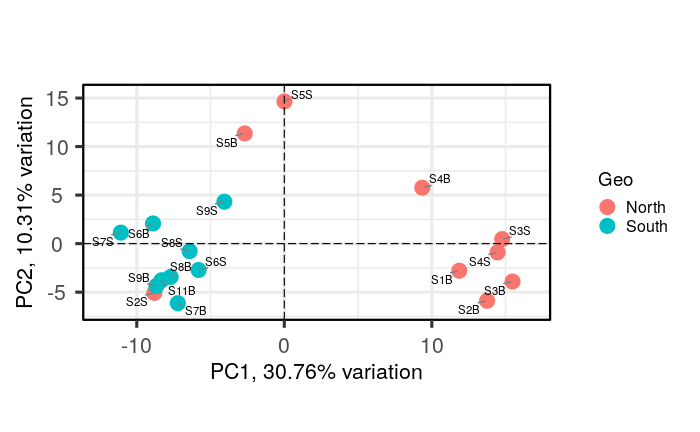 15
10
5
0
-5
-10
0
10
PC2, 10.31% variation
PC1, 30.76% variation
S5S
S5B
S4B
S9S
S3S
S7S
S6B
S8S
S4S
S6S
S8B
S9B
S1B
S3B
S11B
S2S
S7B
S2B
Geo
North
South